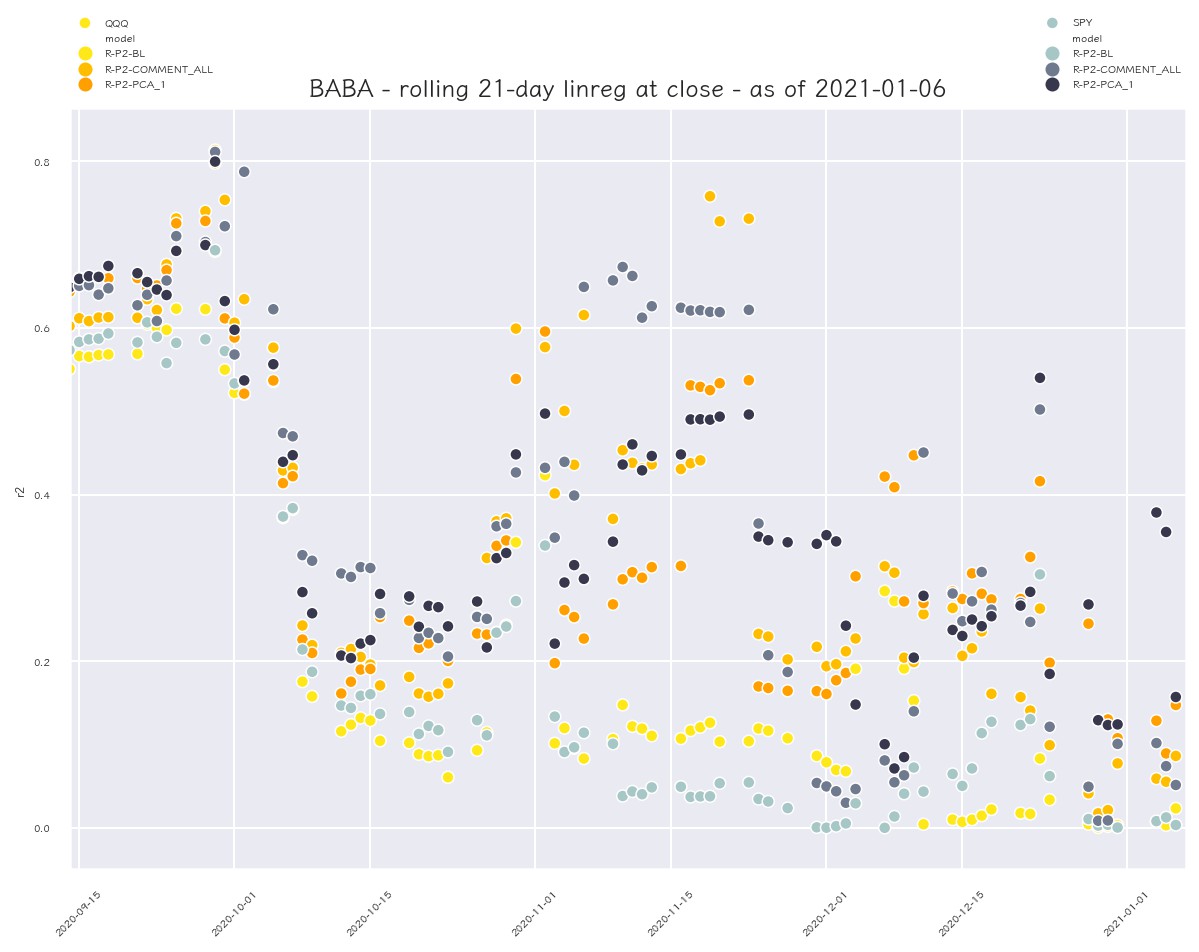 QQQ
model
R-P2-BL
R-P2-COMMENT_ALL
R-P2-PCA_1
SPY
model
R-P2-BL
R-P2-COMMENT_ALL
R-P2-PCA_1
BABA - rolling 21-day linreg at close - as of 2021-01-06
0.8
0.6
0.4
0.2
0.0
r2
2020-09-15
2020-10-01
2020-10-15
2020-11-01
2020-11-15
2020-12-01
2020-12-15
2021-01-01